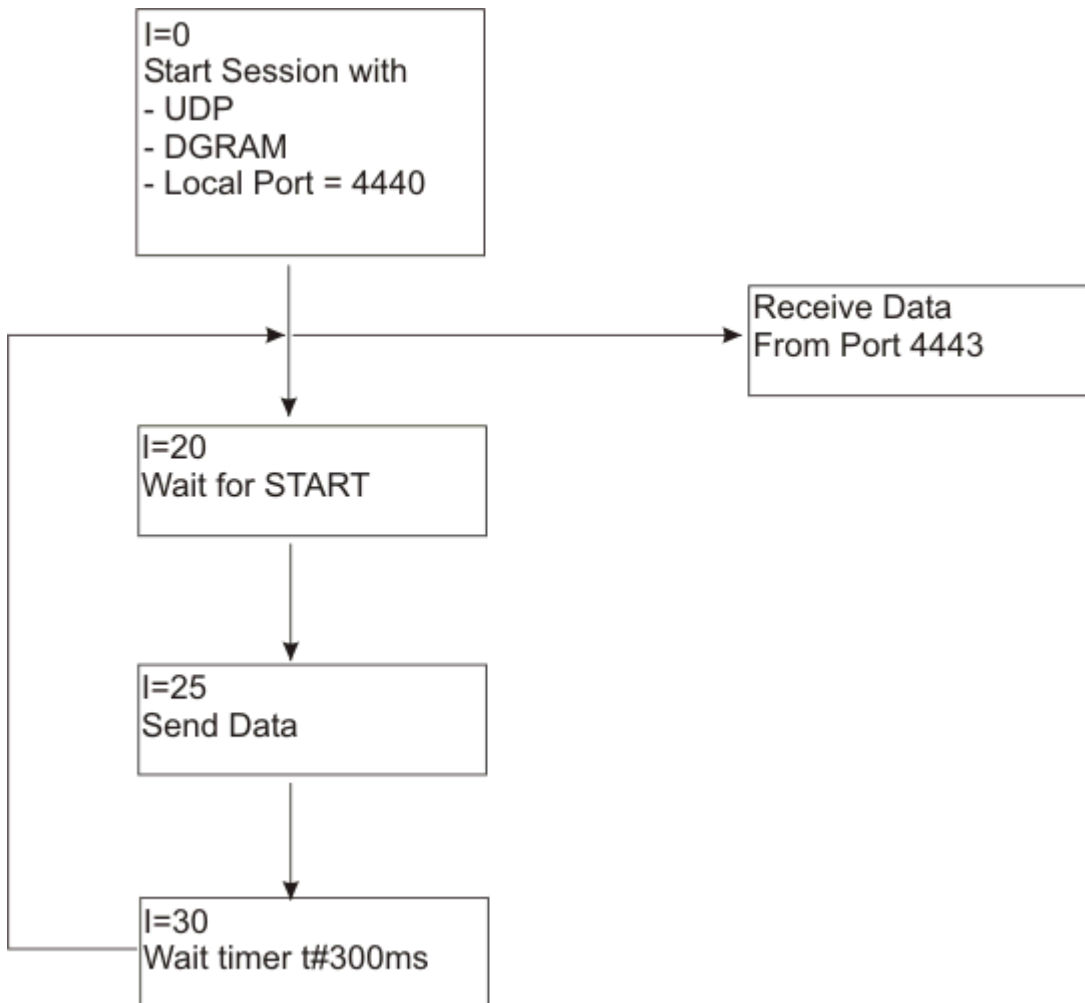 I=0
Start Session with
- UDP
- DGRAM
- Local Port = 4440
Receive Data
From Port 4443
I=20
Wait for START
I=25
Send Data
I=30
Wait timer t#300ms